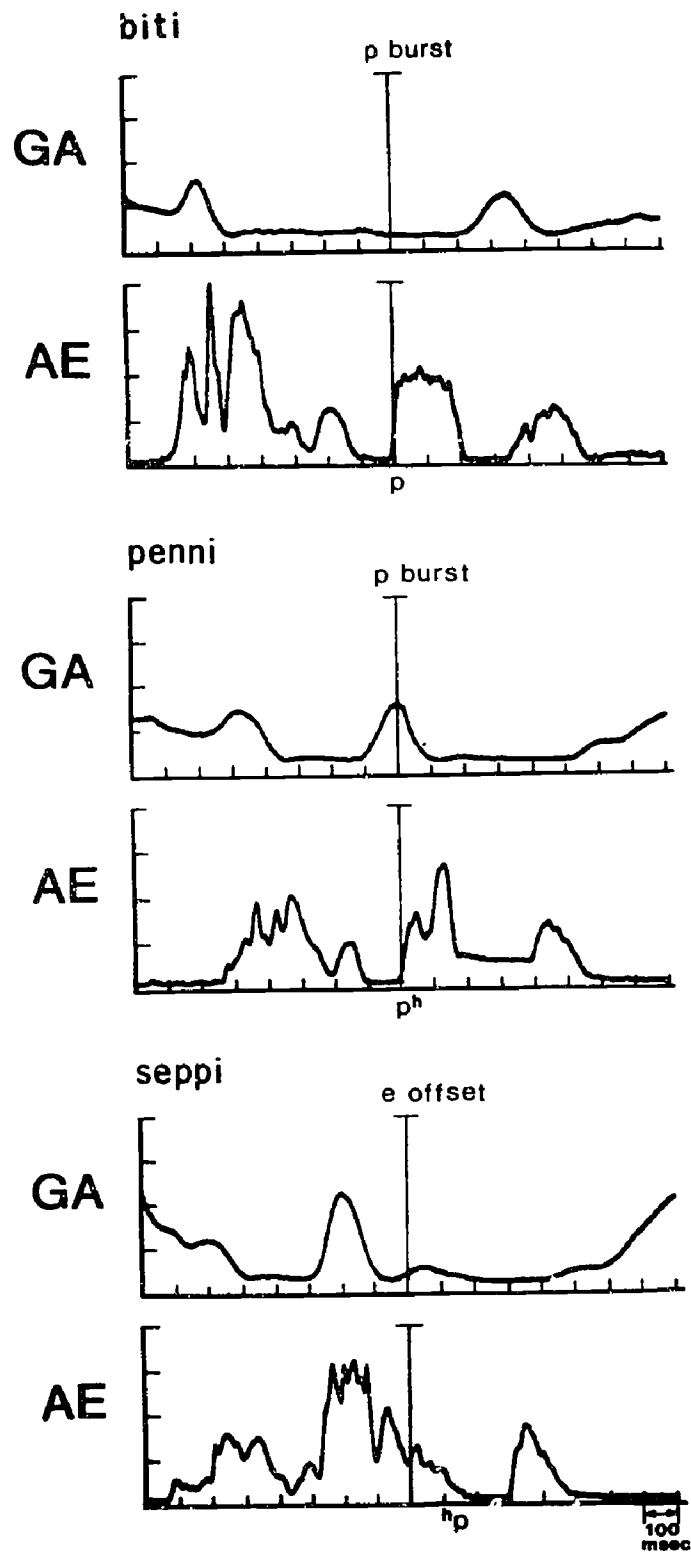 biti
p burst
GA
AE
p
penni
p burst
GA
AE
pʰ
seppi
e offset
GA
AE
ʰp
100
msec